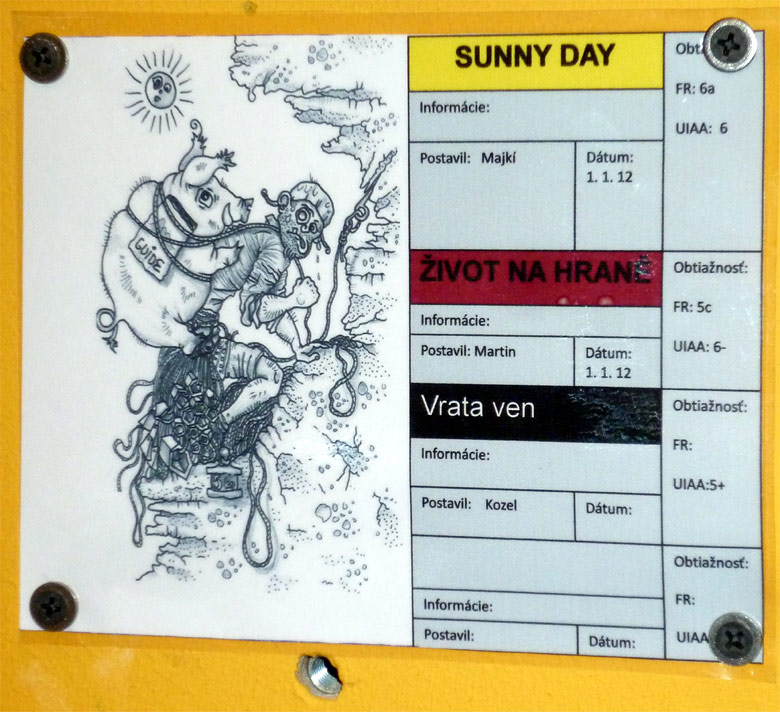 GUIDE
SUNNY DAY
Informácie:
Postavil: Majkí
Dátum:
1. 1. 12
FR: 6a
UIAA: 6
ŽIVOT NA HRANĚ
Informácie:
Postavil: Martin
Dátum:
1. 1. 12
Obtiažnosť:
FR: 5c
UIAA: 6-
Vrata ven
Informácie:
Postavil: Kozel
Dátum:
Obtiažnosť:
FR:
UIAA:5+
Informácie:
Postavil:
Dátum:
Obtiažnosť:
FR:
UIAA